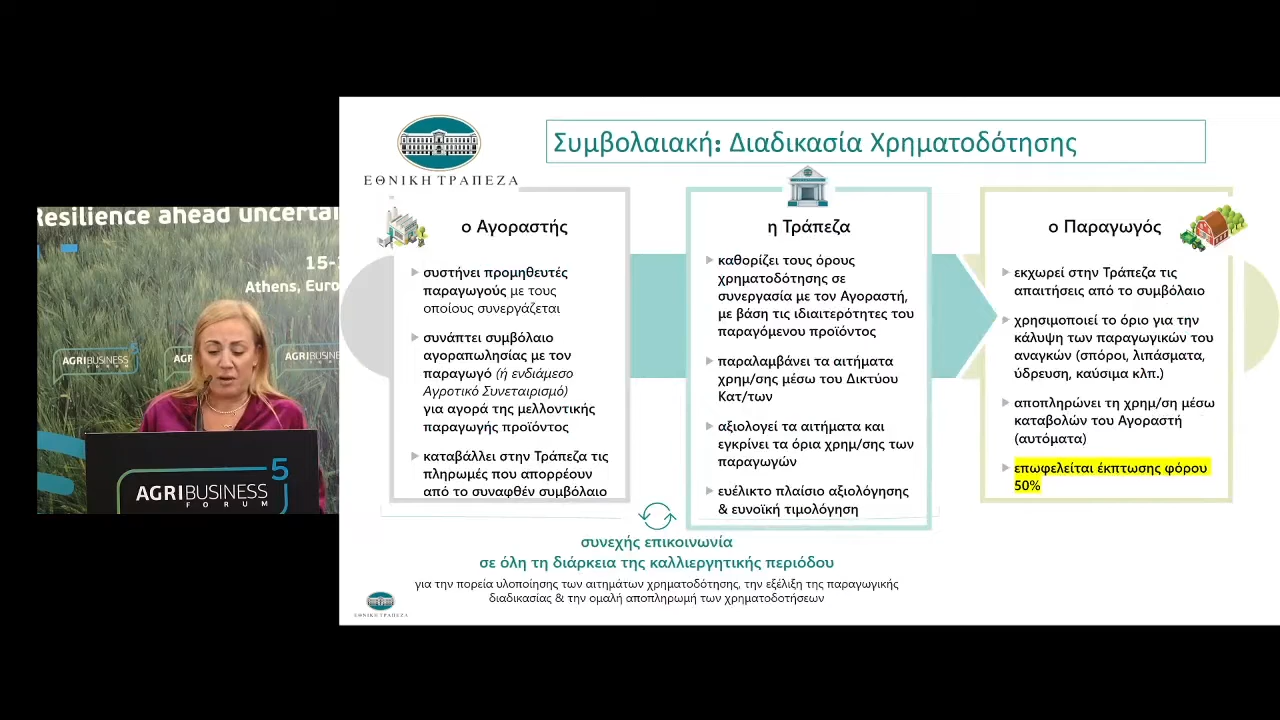 Resilience ahead uncertai
15-
Athens, Euro
AGRIBUSINESS
FORUM
AGRIBUSINESS
FORUM
5
AGRIBUSINESS
FORUM
ΕΘΝΙΚΗ ΤΡΑΠΕΖΑ
Συμβολαιακή: Διαδικασία Χρηματοδότησης
ο Αγοραστής
συστήνει προμηθευτές
παραγωγούς με τους
οποίους συνεργάζεται
συνάπτει συμβόλαιο
αγοραπωλησίας με τον
παραγωγό (ή ενδιάμεσο
Αγροτικό Συνεταιρισμό)
για αγορά της μελλοντικής
παραγωγής προϊόντος
καταβάλλει στην Τράπεζα τις
πληρωμές που απορρέουν
από το συναφθέν συμβόλαιο
η Τράπεζα
καθορίζει τους όρους
χρηματοδότησης σε
συνεργασία με τον Αγοραστή,
με βάση τις ιδιαιτερότητες του
παραγόμενου προϊόντος
παραλαμβάνει τα αιτήματα
χρημ/σης μέσω του Δικτύου
Κατ/των
αξιολογεί τα αιτήματα και
εγκρίνει τα όρια χρημ/σης των
παραγωγών
ευέλικτο πλαίσιο αξιολόγησης
& ευνοϊκή τιμολόγηση
ο Παραγωγός
εκχωρεί στην Τράπεζα τις
απαιτήσεις από το συμβόλαιο
χρησιμοποιεί το όριο για την
κάλυψη των παραγωγικών του
αναγκών (σπόροι, λιπάσματα,
ύδρευση, καύσιμα κλπ.)
αποπληρώνει τη χρημ/ση μέσω
καταβολών του Αγοραστή
(αυτόματα)
επωφελείται έκπτωσης φόρου
50%
συνεχής επικοινωνία
σε όλη τη διάρκεια της καλλιεργητικής περιόδου
για την πορεία υλοποίησης των αιτημάτων χρηματοδότησης, την εξέλιξη της παραγωγικής
διαδικασίας & την ομαλή αποπληρωμή των χρηματοδοτήσεων
ΕΘΝΙΚΗ ΤΡΑΠΕΖΑ